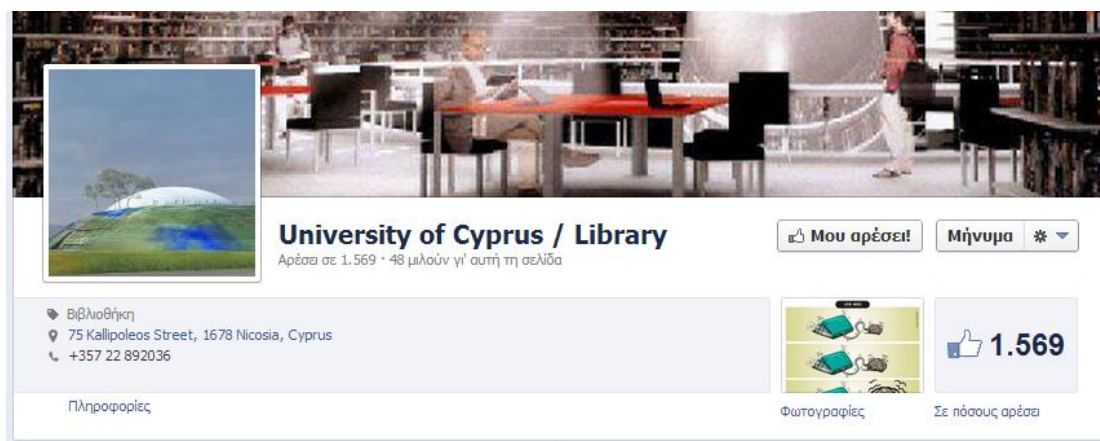 University of Cyprus / Library
Αρέσει σε 1.569 · 48 μιλούν γι' αυτή τη σελίδα
Μου αρέσει!
Μήνυμα
Βιβλιοθήκη
75 Kallipoleos Street, 1678 Nicosia, Cyprus
+357 22 892036
Πληροφορίες
1.569
Φωτογραφίες
Σε πόσους αρέσει